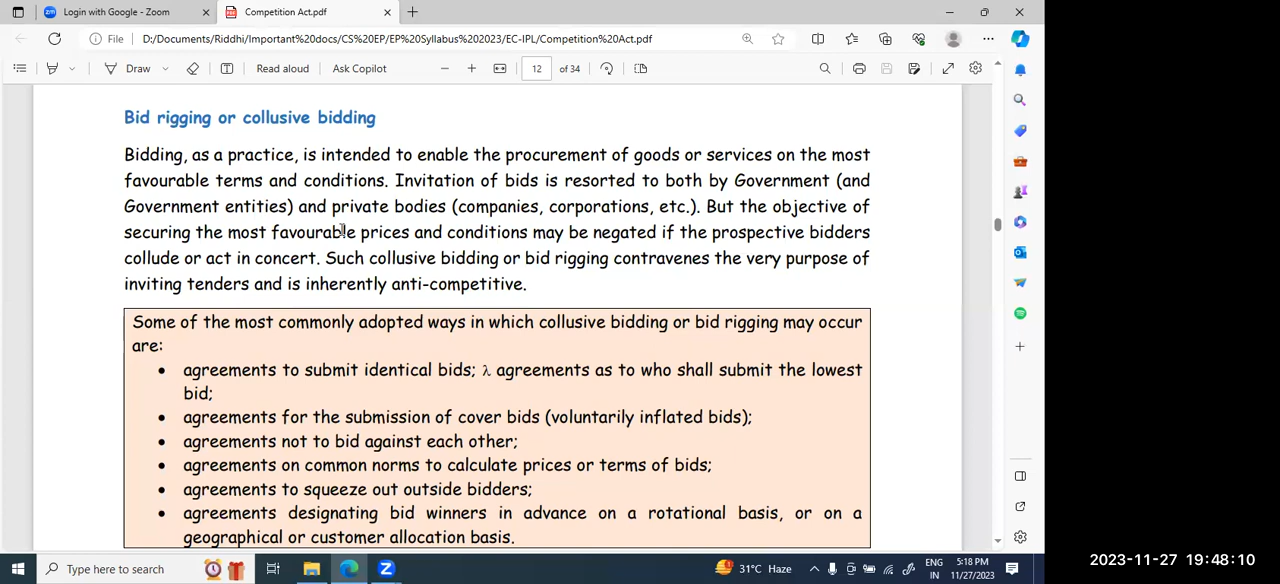 Login with Google - Zoom
Competition Act.pdf
File
D:/Documents/Riddhi/Important%20docs/CS%20EP/EP%20Syllabus%202023/EC-IPL/Competition%20Act.pdf
Draw
Read aloud
Ask Copilot
12
of 34
Bid rigging or collusive bidding
Bidding, as a practice, is intended to enable the procurement of goods or services on the most
favourable terms and conditions. Invitation of bids is resorted to both by Government (and
Government entities) and private bodies (companies, corporations, etc.). But the objective of
securing the most favourable prices and conditions may be negated if the prospective bidders
collude or act in concert. Such collusive bidding or bid rigging contravenes the very purpose of
inviting tenders and is inherently anti-competitive.
Some of the most commonly adopted ways in which collusive bidding or bid rigging may occur
are:
• agreements to submit identical bids; λ agreements as to who shall submit the lowest
bid;
• agreements for the submission of cover bids (voluntarily inflated bids);
• agreements not to bid against each other;
• agreements on common norms to calculate prices or terms of bids;
• agreements to squeeze out outside bidders;
• agreements designating bid winners in advance on a rotational basis, or on a
geographical or customer allocation basis.
Type here to search
31°C Haze
ENG
IN
5:18 PM
11/27/2023
2023-11-27 19:48:10